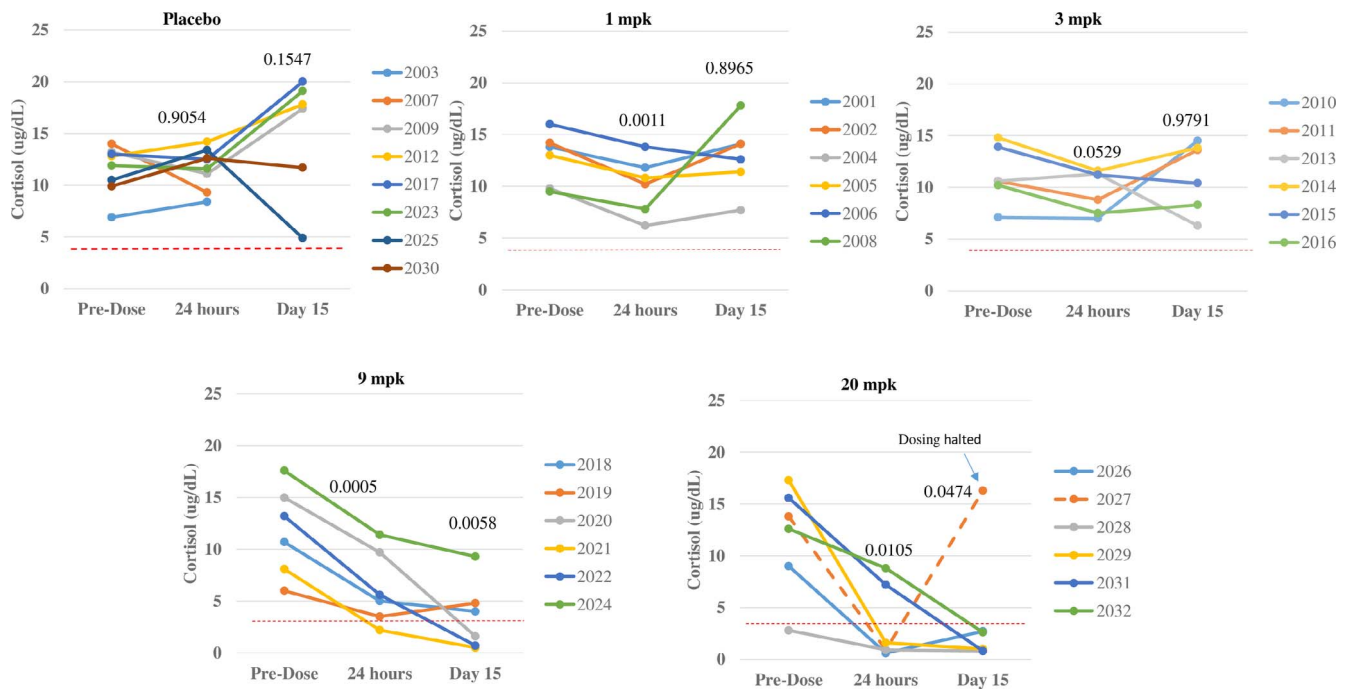 Placebo
25
20
15
10
5
0
Cortisol (ug/dL)
0.9054
0.1547
Pre-Dose
24 hours
Day 15
2003
2007
2009
2012
2017
2023
2025
2030
1 mpk
25
20
15
10
5
0
Cortisol (ug/dL)
0.0011
0.8965
Pre-Dose
24 hours
Day 15
2001
2002
2004
2005
2006
2008
3 mpk
25
20
15
10
5
0
Cortisol (ug/dL)
0.0529
0.9791
Pre-Dose
24 hours
Day 15
2010
2011
2013
2014
2015
2016
9 mpk
25
20
15
10
5
0
Cortisol (ug/dL)
0.0005
0.0058
Pre-Dose
24 hours
Day 15
2018
2019
2020
2021
2022
2024
20 mpk
25
20
15
10
5
0
Cortisol (ug/dL)
Dosing halted
0.0474
0.0105
Pre-Dose
24 hours
Day 15
2026
2027
2028
2029
2031
2032